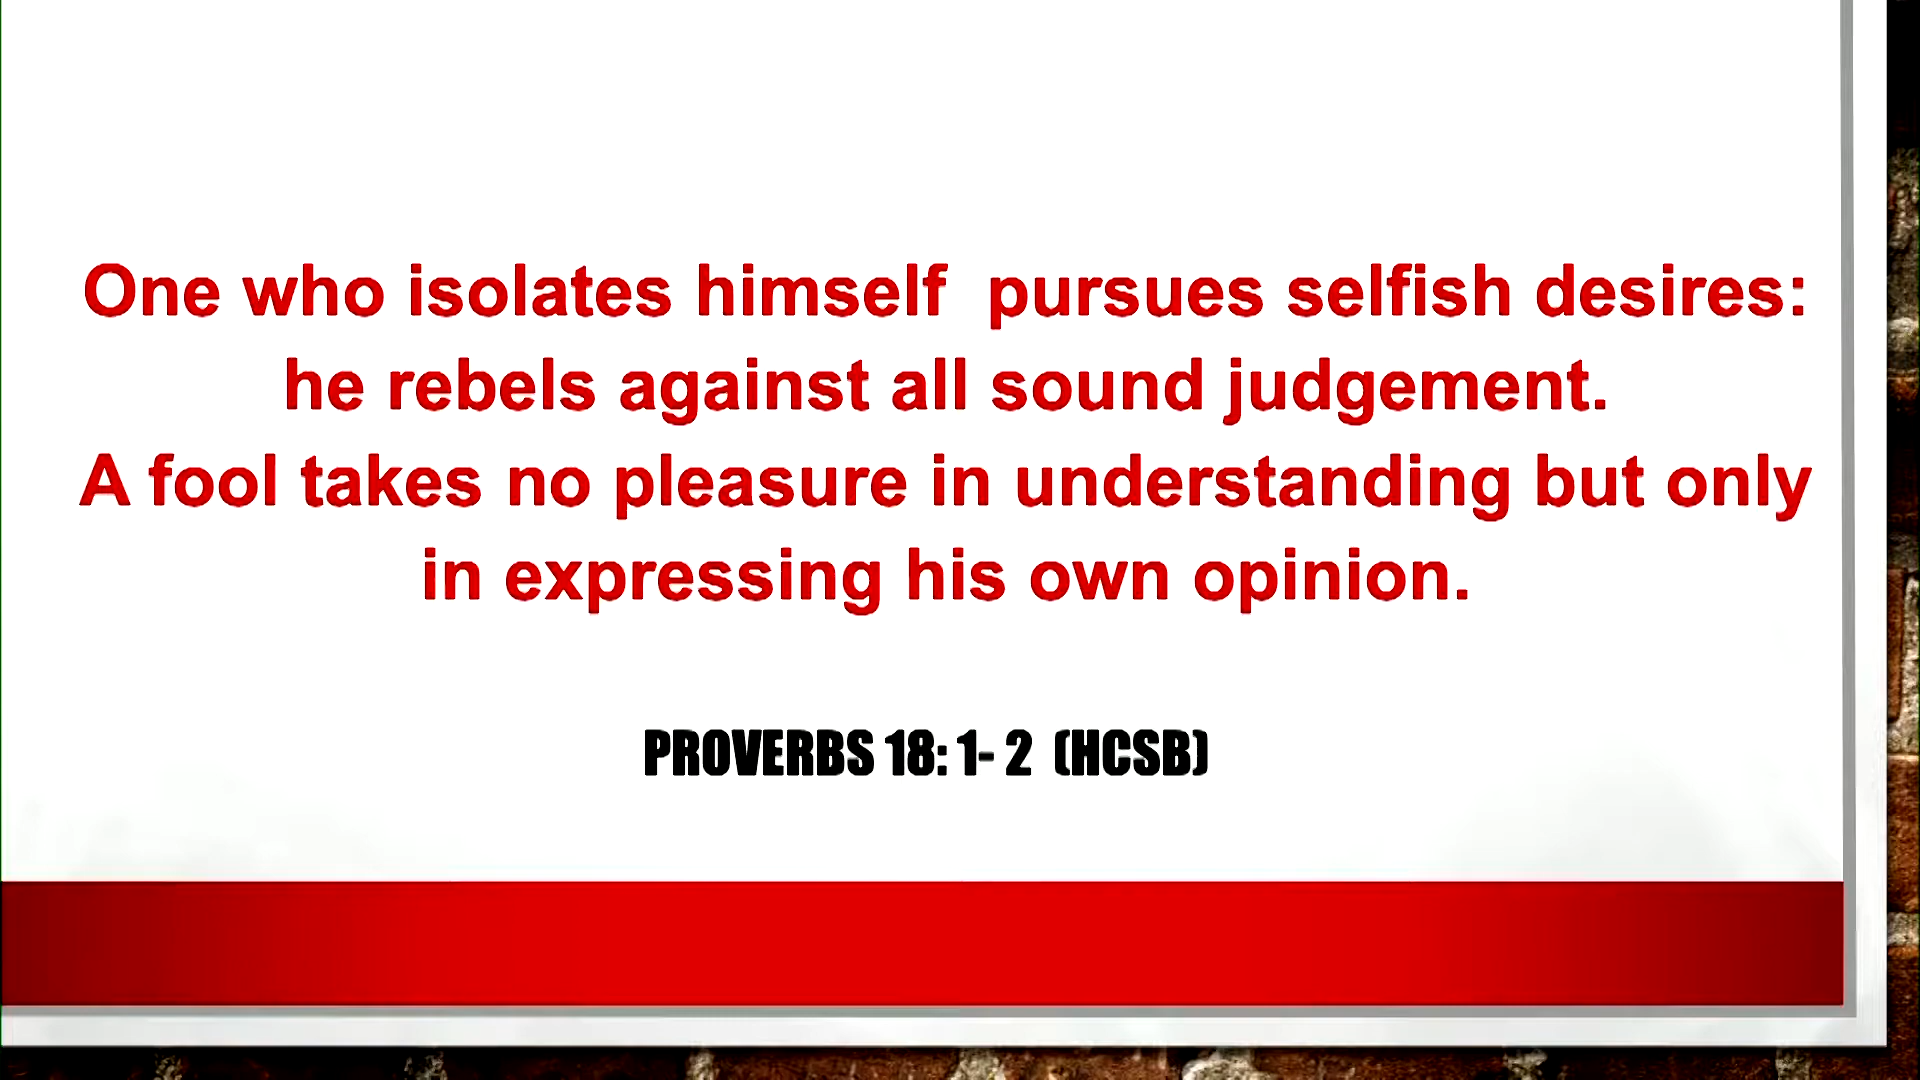 One who isolates himself  pursues selfish desires:
he rebels against all sound judgement.
A fool takes no pleasure in understanding but only
in expressing his own opinion.
PROVERBS 18: 1- 2  (HCSB)